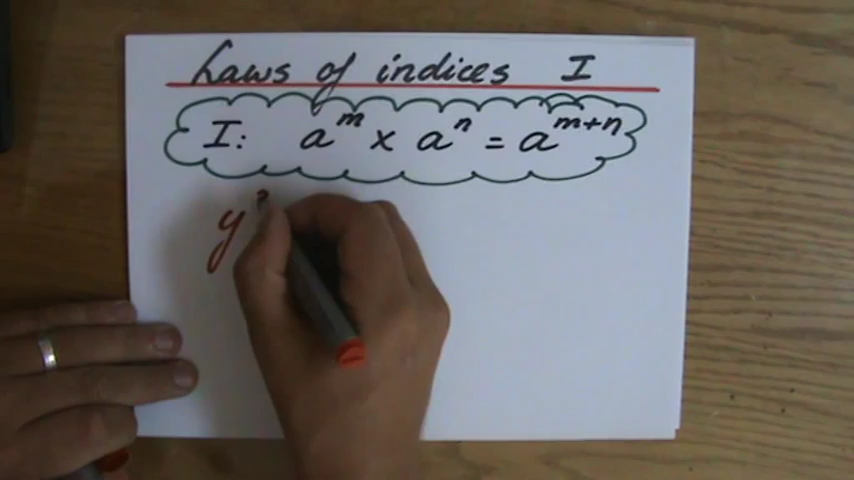 Laws of indices I
I: aᵐ × aⁿ = aᵐ⁺ⁿ
y